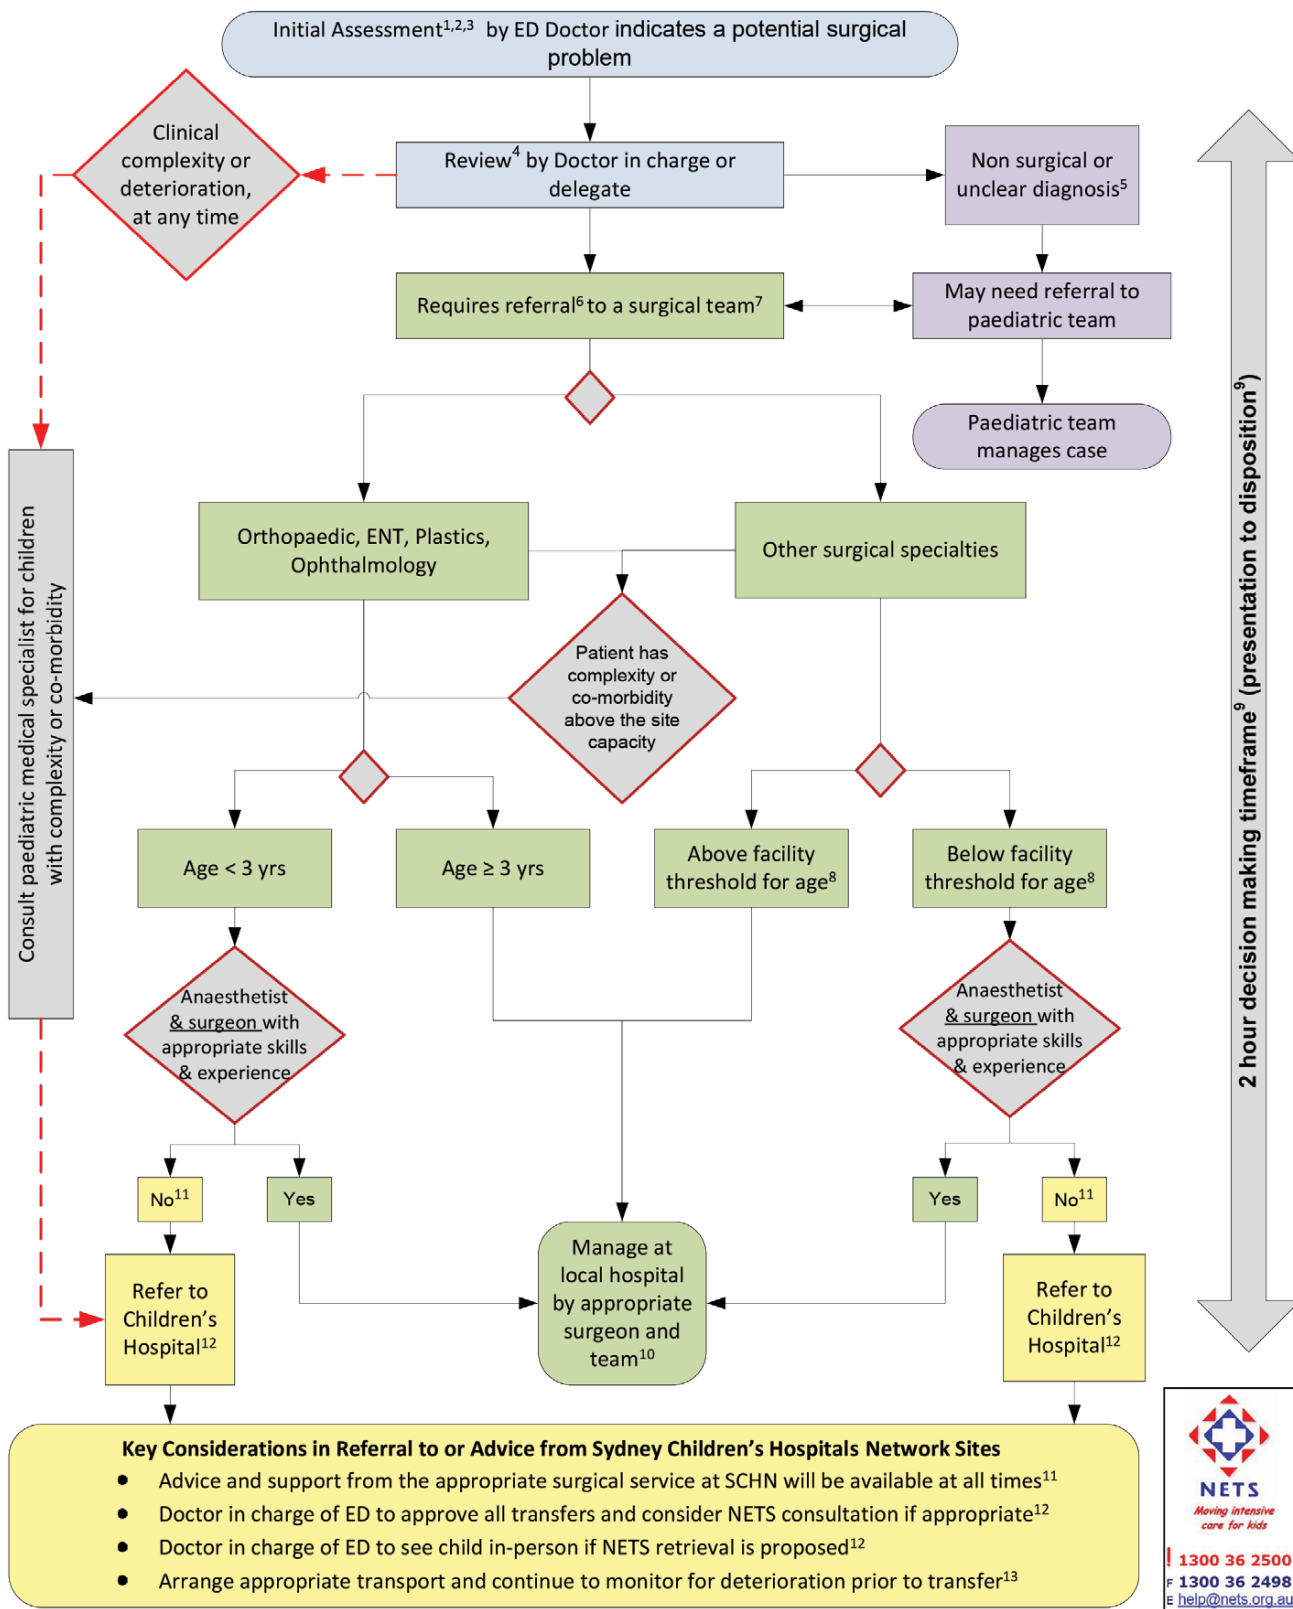 Initial Assessment1,2,3 by ED Doctor indicates a potential surgical
problem
Clinical
complexity or
deterioration,
at any time
Review4 by Doctor in charge or
delegate
Non surgical or
unclear diagnosis5
Requires referral6 to a surgical team7
May need referral to
paediatric team
Paediatric team
manages case
Orthopaedic, ENT, Plastics,
Ophthalmology
Other surgical specialties
Patient has
complexity or
co-morbidity
above the site
capacity
Consult paediatric medical specialist for children
with complexity or co-morbidity
Age < 3 yrs
Age ≥ 3 yrs
Above facility
threshold for age8
Below facility
threshold for age8
Anaesthetist
& surgeon with
appropriate skills
& experience
Anaesthetist
& surgeon with
appropriate skills
& experience
No11
Yes
Yes
No11
Refer to
Children's
Hospital12
Manage at
local hospital
by appropriate
surgeon and
team10
Refer to
Children's
Hospital12
2 hour decision making timeframe9 (presentation to disposition9)
Key Considerations in Referral to or Advice from Sydney Children's Hospitals Network Sites
● Advice and support from the appropriate surgical service at SCHN will be available at all times11
● Doctor in charge of ED to approve all transfers and consider NETS consultation if appropriate12
● Doctor in charge of ED to see child in-person if NETS retrieval is proposed12
● Arrange appropriate transport and continue to monitor for deterioration prior to transfer13
NETS
Moving intensive
care for kids
! 1300 36 2500
F 1300 36 2498
E help@nets.org.au